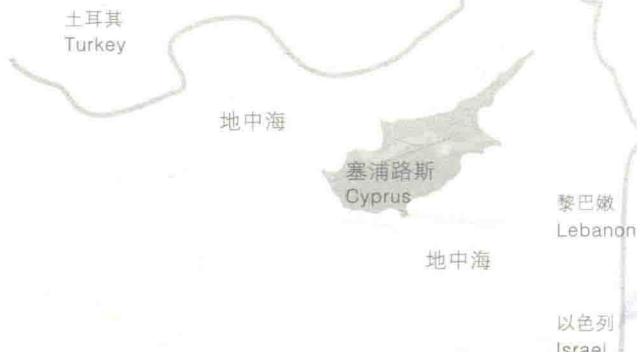 土耳其
Turkey
地中海
塞浦路斯
Cyprus
黎巴嫩
Lebanon
地中海
以色列
Israel